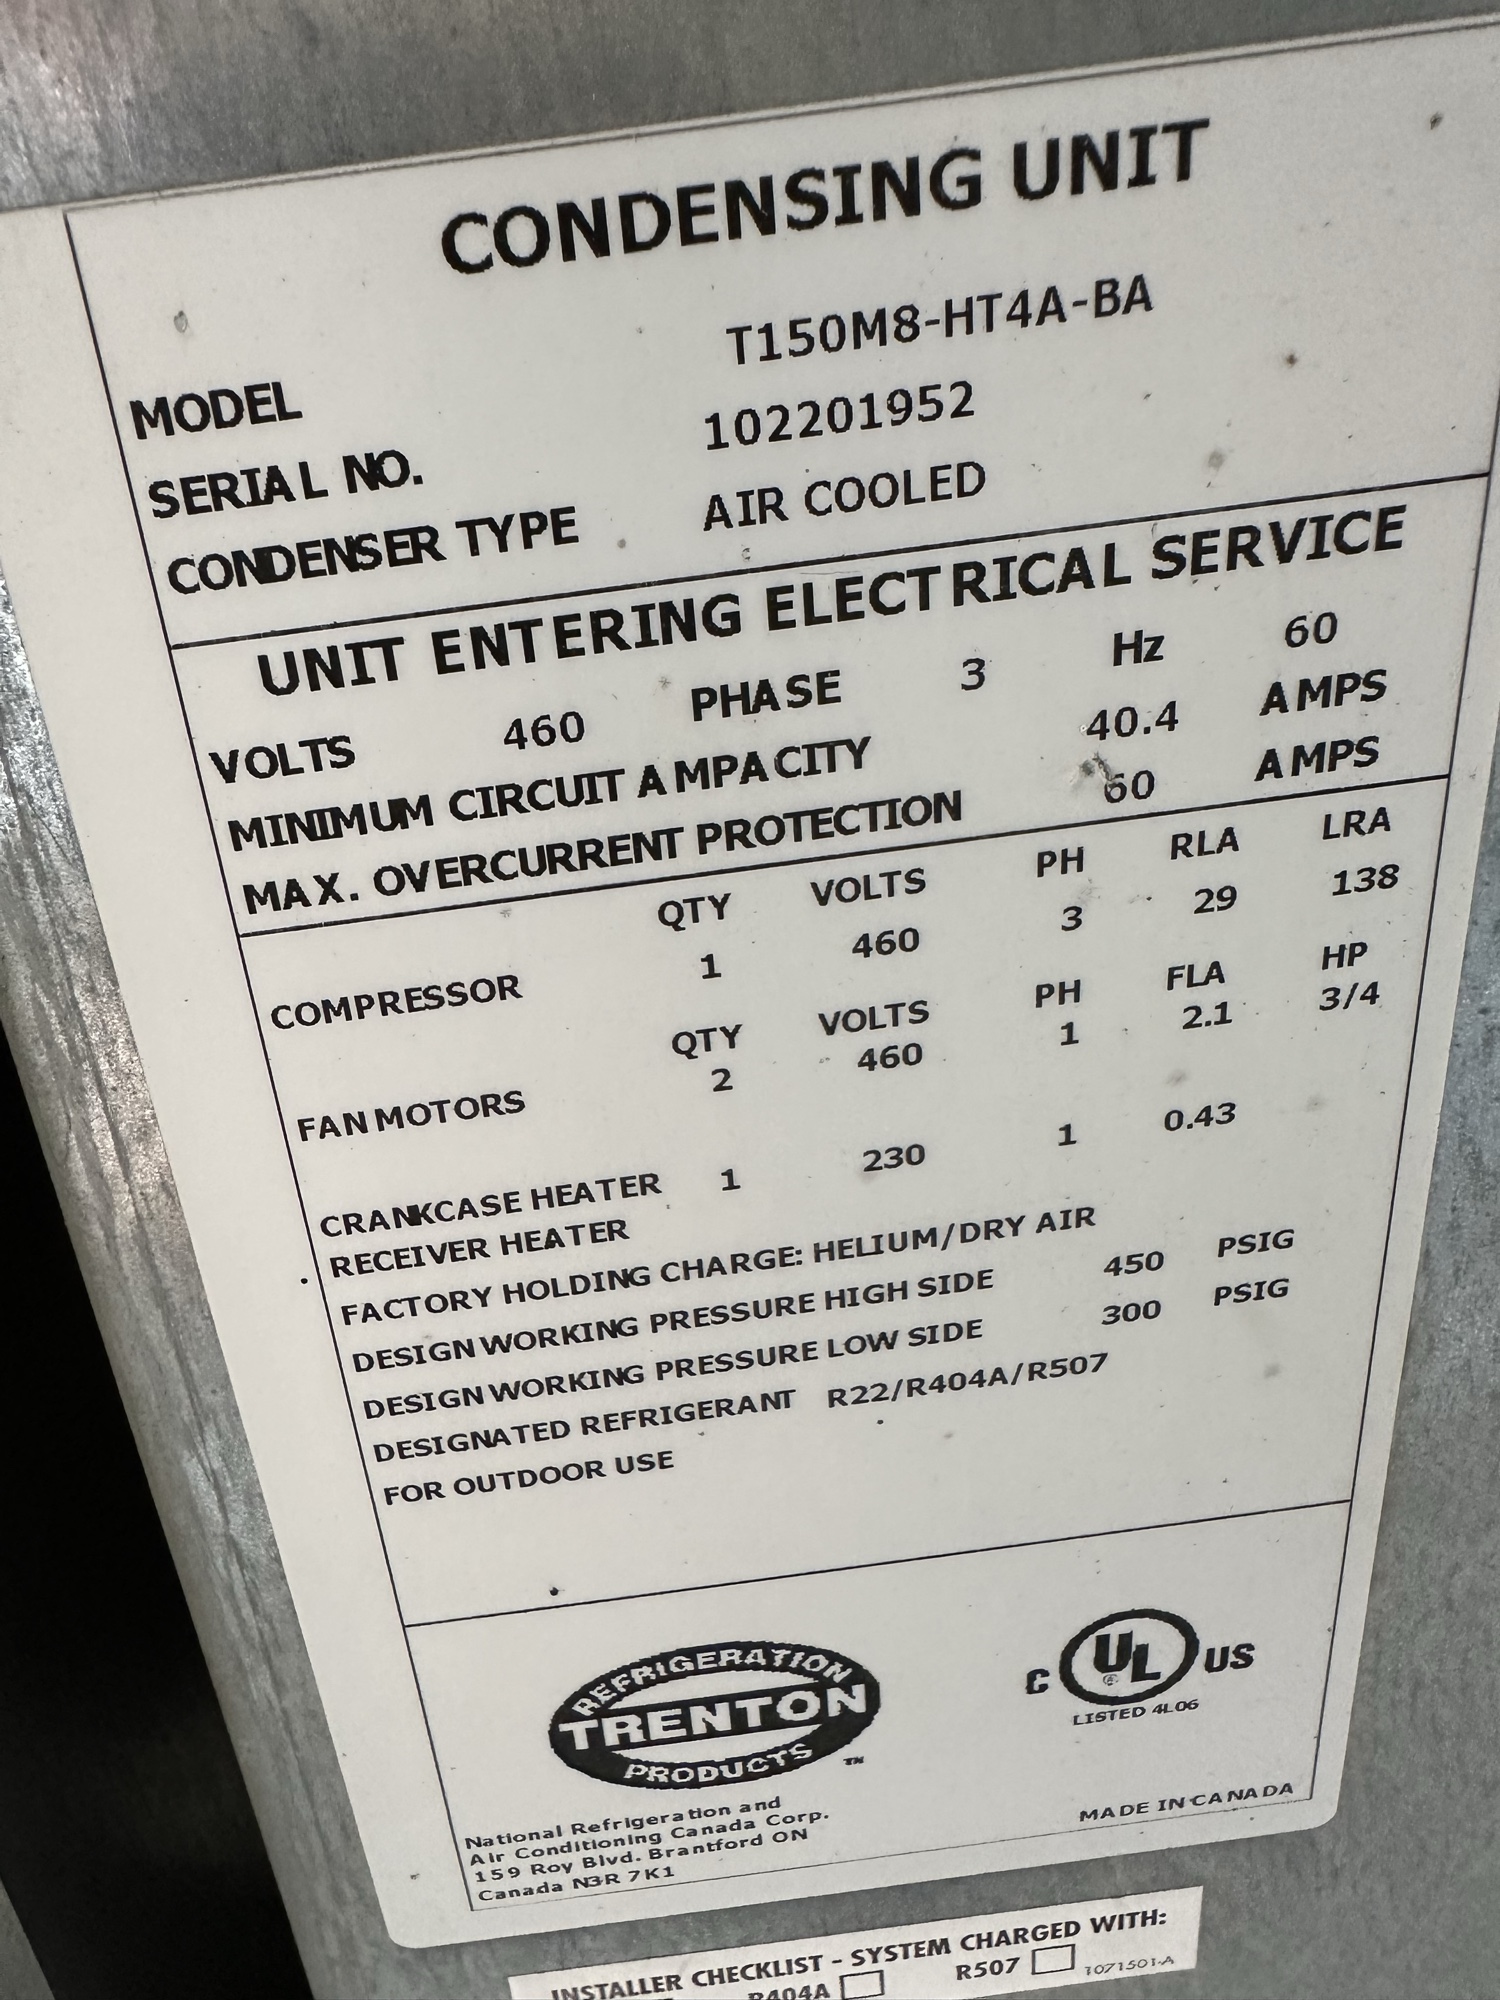 CONDENSING UNIT
MODEL T150M8-HT4A-BA
SERIAL NO. 102201952
CONDENSER TYPE AIR COOLED
UNIT ENTERING ELECTRICAL SERVICE
VOLTS 460 PHASE 3 Hz 60
MINIMUM CIRCUIT AMPACITY 40.4 AMPS
MAX. OVERCURRENT PROTECTION 60 AMPS
QTY VOLTS PH RLA LRA
COMPRESSOR 1 460 3 29 138
QTY VOLTS PH FLA HP
FAN MOTORS 2 460 1 2.1 3/4
CRANKCASE HEATER 1 230 1 0.43
RECEIVER HEATER
FACTORY HOLDING CHARGE: HELIUM/DRY AIR
DESIGN WORKING PRESSURE HIGH SIDE 450 PSIG
DESIGN WORKING PRESSURE LOW SIDE 300 PSIG
DESIGNATED REFRIGERANT R22/R404A/R507
FOR OUTDOOR USE
REFRIGERATION
TRENTON
PRODUCTS TM
C UL US
LISTED 4L06
National Refrigeration and
Air Conditioning Canada Corp.
159 Roy Blvd. Brantford ON
Canada N3R 7K1
MADE IN CANADA
INSTALLER CHECKLIST - SYSTEM CHARGED WITH:
R404A R507 1071501-A